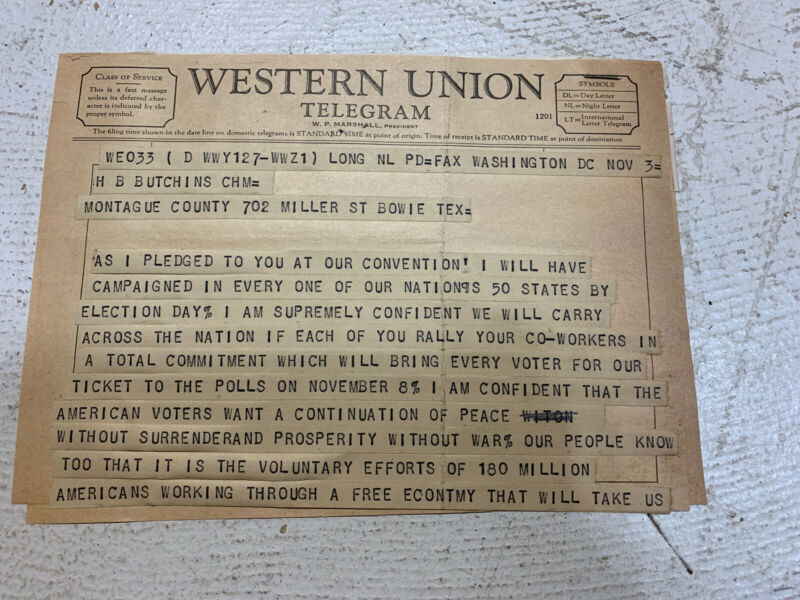 CLASS OF SERVICE
This is a fast message
unless its deferred char-
acter is indicated by the
proper symbol.
WESTERN UNION
TELEGRAM
W. P. MARSHALL, PRESIDENT
1201
SYMBOLS
DL=Day Letter
NL=Night Letter
LT=International Letter Telegram
The filing time shown in the date line on domestic telegrams is STANDARD TIME at point of origin. Time of receipt is STANDARD TIME at point of destination
WE033 ( D WWY127-WWZ1) LONG NL PD=FAX WASHINGTON DC NOV 3=
H B BUTCHINS CHM=
MONTAGUE COUNTY 702 MILLER ST BOWIE TEX=
'AS I PLEDGED TO YOU AT OUR CONVENTION' I WILL HAVE
CAMPAIGNED IN EVERY ONE OF OUR NATION9S 50 STATES BY
ELECTION DAY% I AM SUPREMELY CONFIDENT WE WILL CARRY
ACROSS THE NATION IF EACH OF YOU RALLY YOUR CO-WORKERS IN
A TOTAL COMMITMENT WHICH WILL BRING EVERY VOTER FOR OUR
TICKET TO THE POLLS ON NOVEMBER 8% I AM CONFIDENT THAT THE
AMERICAN VOTERS WANT A CONTINUATION OF PEACE WITON
WITHOUT SURRENDERAND PROSPERITY WITHOUT WAR% OUR PEOPLE KNOW
TOO THAT IT IS THE VOLUNTARY EFFORTS OF 180 MILLION
AMERICANS WORKING THROUGH A FREE ECONTMY THAT WILL TAKE US